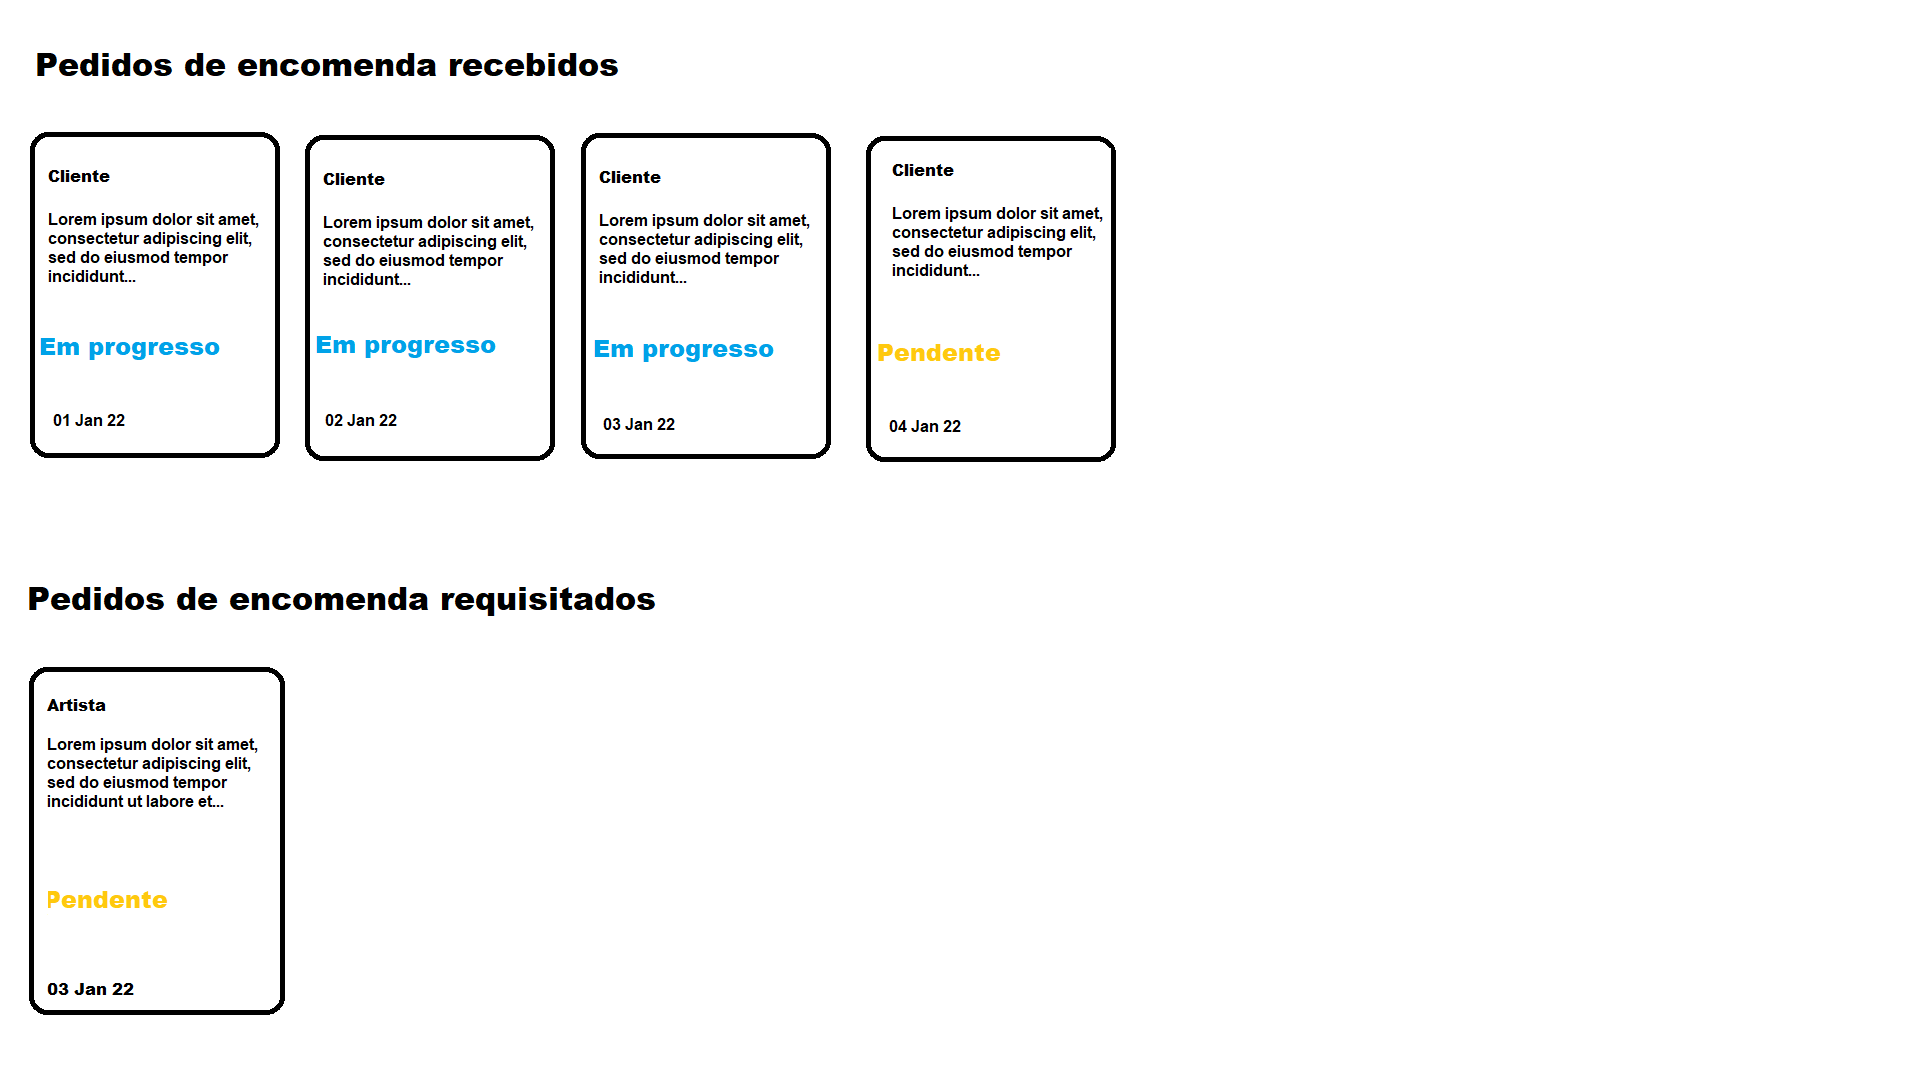 Pedidos de encomenda recebidos
Cliente
Lorem ipsum dolor sit amet,
consectetur adipiscing elit,
sed do eiusmod tempor
incididunt...
Em progresso
01 Jan 22
Cliente
Lorem ipsum dolor sit amet,
consectetur adipiscing elit,
sed do eiusmod tempor
incididunt...
Em progresso
02 Jan 22
Cliente
Lorem ipsum dolor sit amet,
consectetur adipiscing elit,
sed do eiusmod tempor
incididunt...
Em progresso
03 Jan 22
Cliente
Lorem ipsum dolor sit amet,
consectetur adipiscing elit,
sed do eiusmod tempor
incididunt...
Pendente
04 Jan 22
Pedidos de encomenda requisitados
Artista
Lorem ipsum dolor sit amet,
consectetur adipiscing elit,
sed do eiusmod tempor
incididunt ut labore et...
Pendente
03 Jan 22